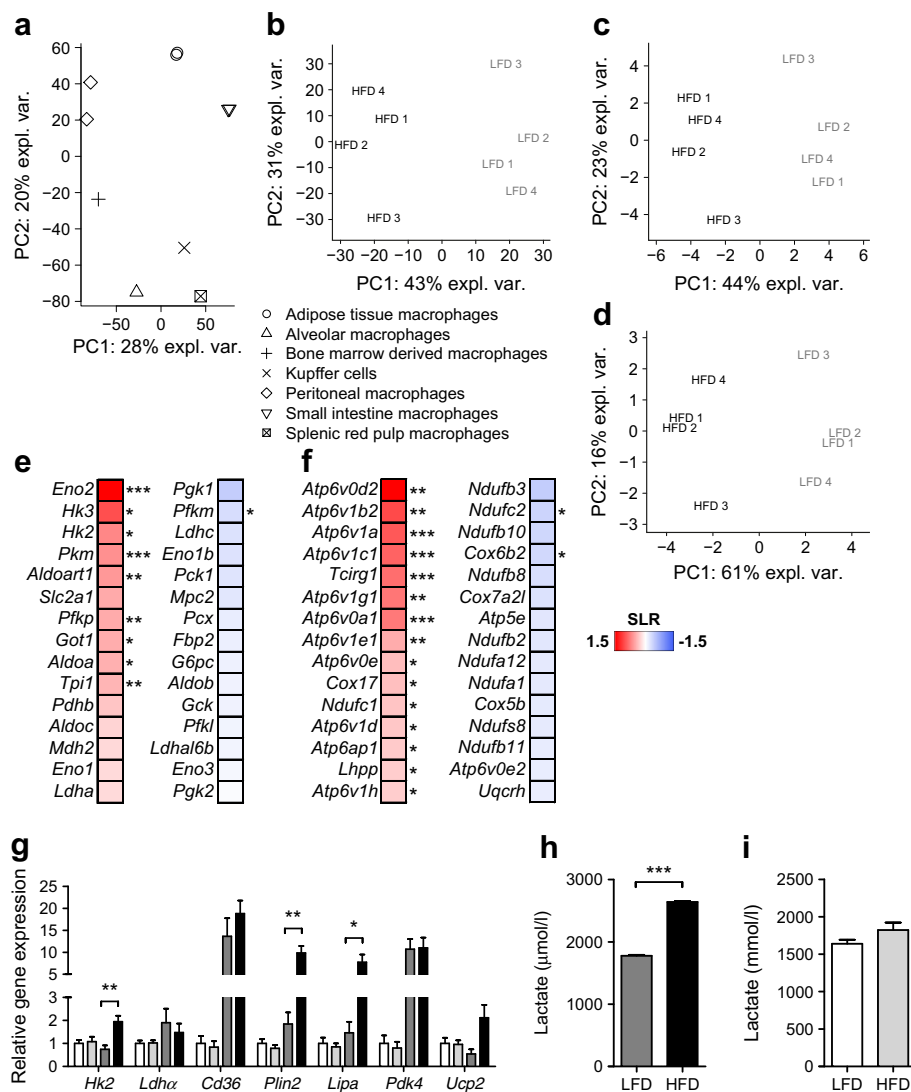 a
60
40
20
0
−20
−40
−60
−80
PC2: 20% expl. var.
−50 0 50
PC1: 28% expl. var.
Adipose tissue macrophages
Alveolar macrophages
Bone marrow derived macrophages
Kupffer cells
Peritoneal macrophages
Small intestine macrophages
Splenic red pulp macrophages
b
30
20
10
0
−10
−20
−30
PC2: 31% expl. var.
LFD 3
HFD 4
HFD 1
LFD 2
HFD 2
LFD 1
LFD 4
HFD 3
−30 −20 −10 0 10 20 30
PC1: 43% expl. var.
c
4
2
0
−2
−4
PC2: 23% expl. var.
LFD 3
HFD 1
HFD 4
LFD 2
HFD 2
LFD 4
LFD 1
HFD 3
−6 −4 −2 0 2 4 6
PC1: 44% expl. var.
d
3
2
1
0
−1
−2
−3
PC2: 16% expl. var.
LFD 3
HFD 4
HFD 1
HFD 2
LFD 2
LFD 1
LFD 4
HFD 3
−4 −2 0 2 4
PC1: 61% expl. var.
SLR
1.5 -1.5
e
Eno2 ***
Hk3 *
Hk2 *
Pkm ***
Aldoart1 **
Slc2a1
Pfkp **
Got1 *
Aldoa *
Tpi1 **
Pdhb
Aldoc
Mdh2
Eno1
Ldha
Pgk1
Pfkm *
Ldhc
Eno1b
Pck1
Mpc2
Pcx
Fbp2
G6pc
Aldob
Gck
Pfkl
Ldhal6b
Eno3
Pgk2
f
Atp6v0d2 **
Atp6v1b2 **
Atp6v1a ***
Atp6v1c1 ***
Tcirg1 ***
Atp6v1g1 **
Atp6v0a1 ***
Atp6v1e1 **
Atp6v0e *
Cox17 *
Ndufc1 *
Atp6v1d *
Atp6ap1 *
Lhpp *
Atp6v1h *
Ndufb3
Ndufc2 *
Ndufb10
Cox6b2 *
Ndufb8
Cox7a2l
Atp5e
Ndufb2
Ndufa12
Ndufa1
Cox5b
Ndufs8
Ndufb11
Atp6v0e2
Uqcrh
g
Relative gene expression
25
20
15
10
5
3
2
1
0
** ** *
Hk2 Ldhα Cd36 Plin2 Lipa Pdk4 Ucp2
h
Lactate (μmol/l)
3000
2000
1000
0
***
LFD HFD
i
Lactate (mmol/l)
2500
2000
1500
1000
500
0
LFD HFD